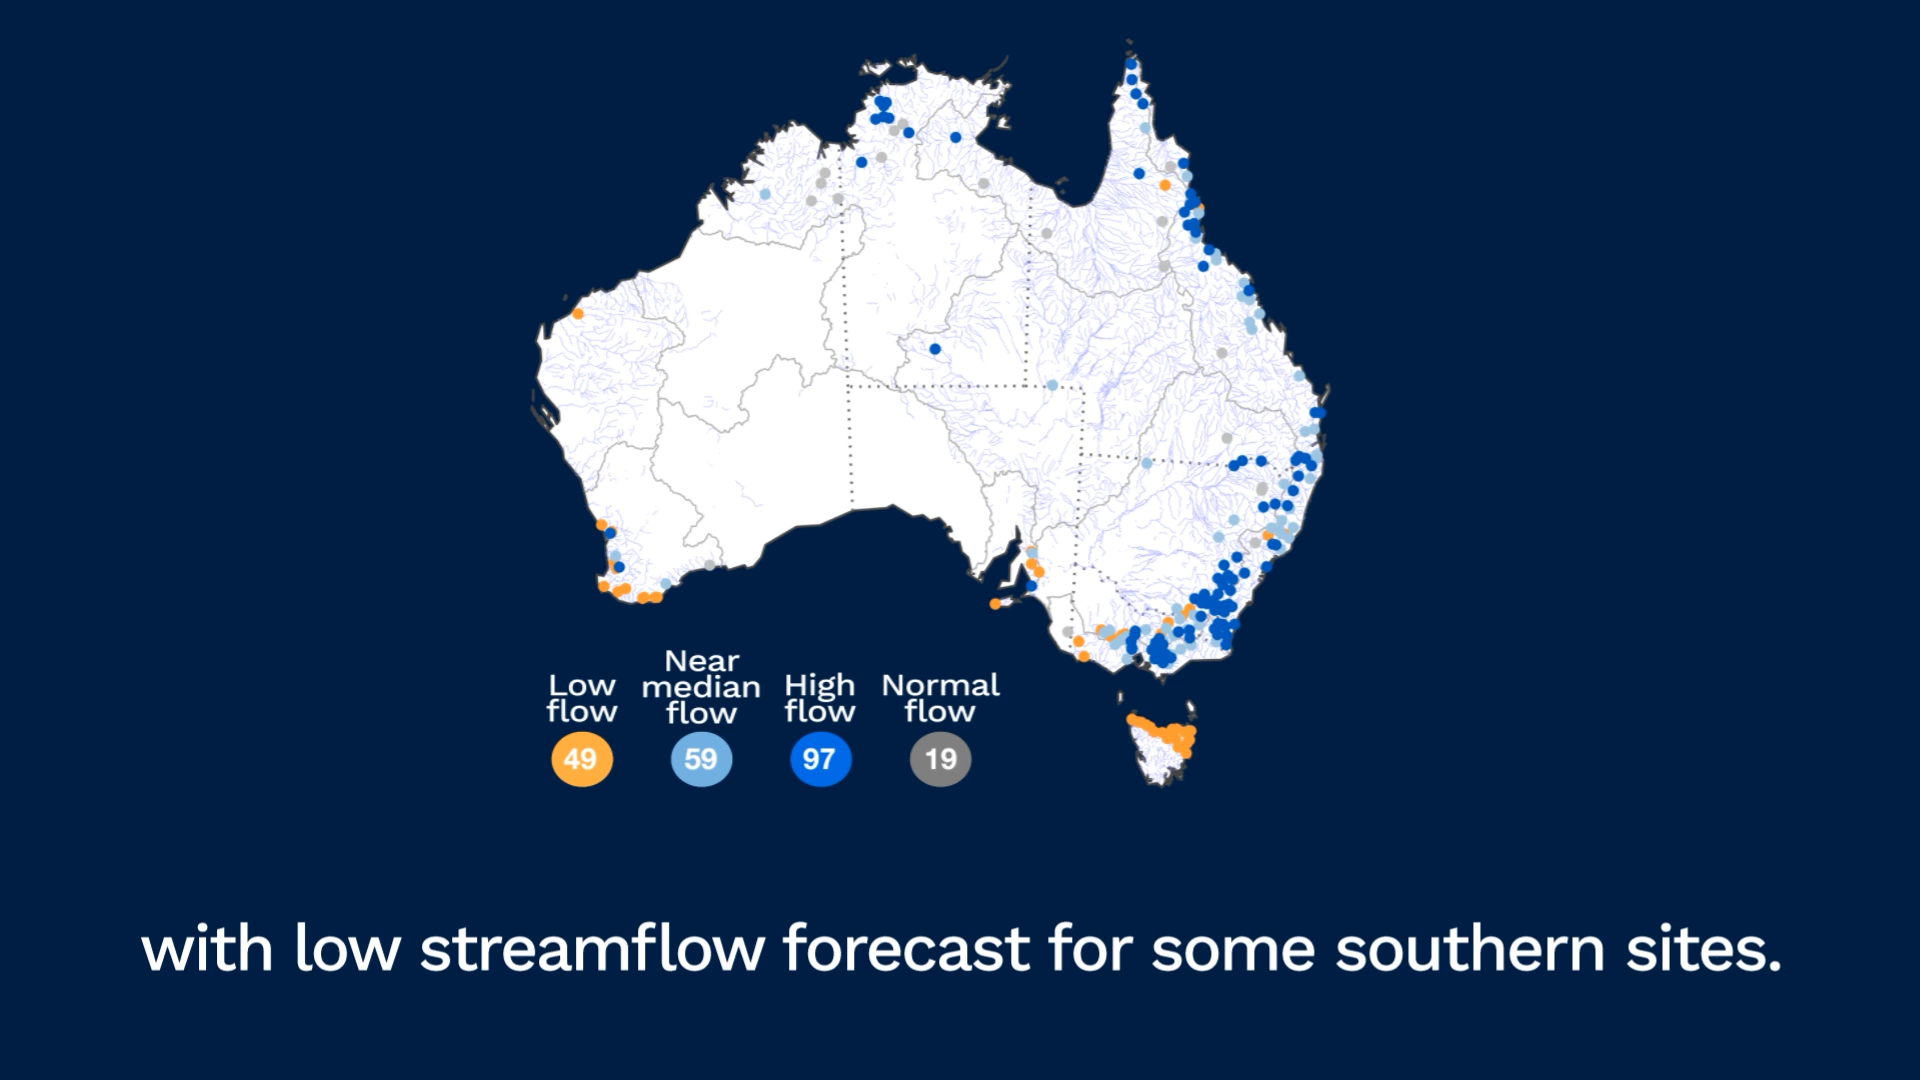 Low
flow
49
Near
median
flow
59
High
flow
97
Normal
flow
19
with low streamflow forecast for some southern sites.